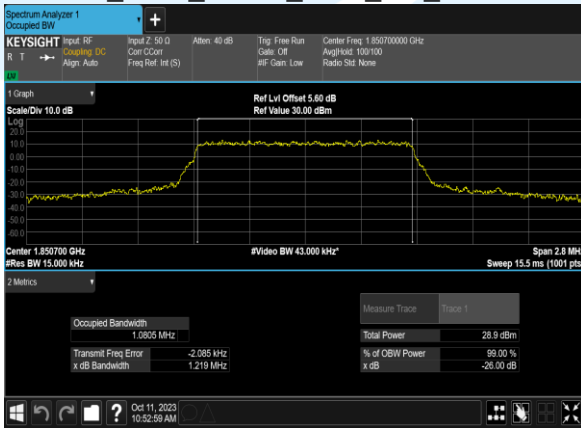 Spectrum Analyzer 1
Occupied BW
KEYSIGHT Input: RF Input Z: 50 Ω Atten: 40 dB Trig: Free Run Center Freq: 1.850700000 GHz
R T Coupling: DC Corr CCorr Gate: Off Avg|Hold: 100/100
Align: Auto Freq Ref: Int (S) #IF Gain: Low Radio Std: None
1 Graph
Ref Lvl Offset 5.60 dB
Scale/Div 10.0 dB Ref Value 30.00 dBm
Log
20.0
10.0
0.00
-10.0
-20.0
-30.0
-40.0
-50.0
-60.0
Center 1.850700 GHz #Video BW 43.000 kHz* Span 2.8 MH
#Res BW 15.000 kHz Sweep 15.5 ms (1001 pts
2 Metrics
Measure Trace Trace 1
Occupied Bandwidth
1.0805 MHz Total Power 28.9 dBm
Transmit Freq Error -2.085 kHz % of OBW Power 99.00 %
x dB Bandwidth 1.219 MHz x dB -26.00 dB
Oct 11, 2023
10:52:59 AM